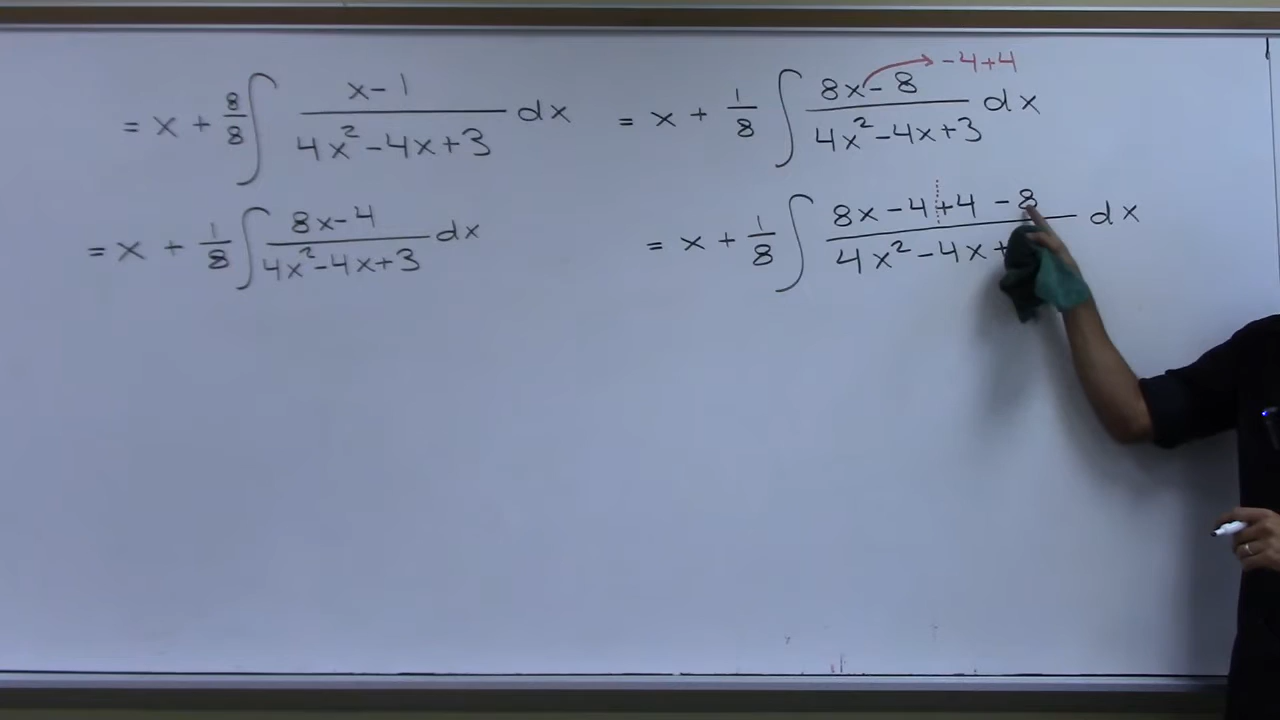 = x + 8/8 ∫ (x-1)/(4x²-4x+3) dx = x + 1/8 ∫ (8x-8)/(4x²-4x+3) dx
-4+4
= x + 1/8 ∫ (8x-4)/(4x²-4x+3) dx
= x + 1/8 ∫ (8x-4+4-8)/(4x²-4x+ dx